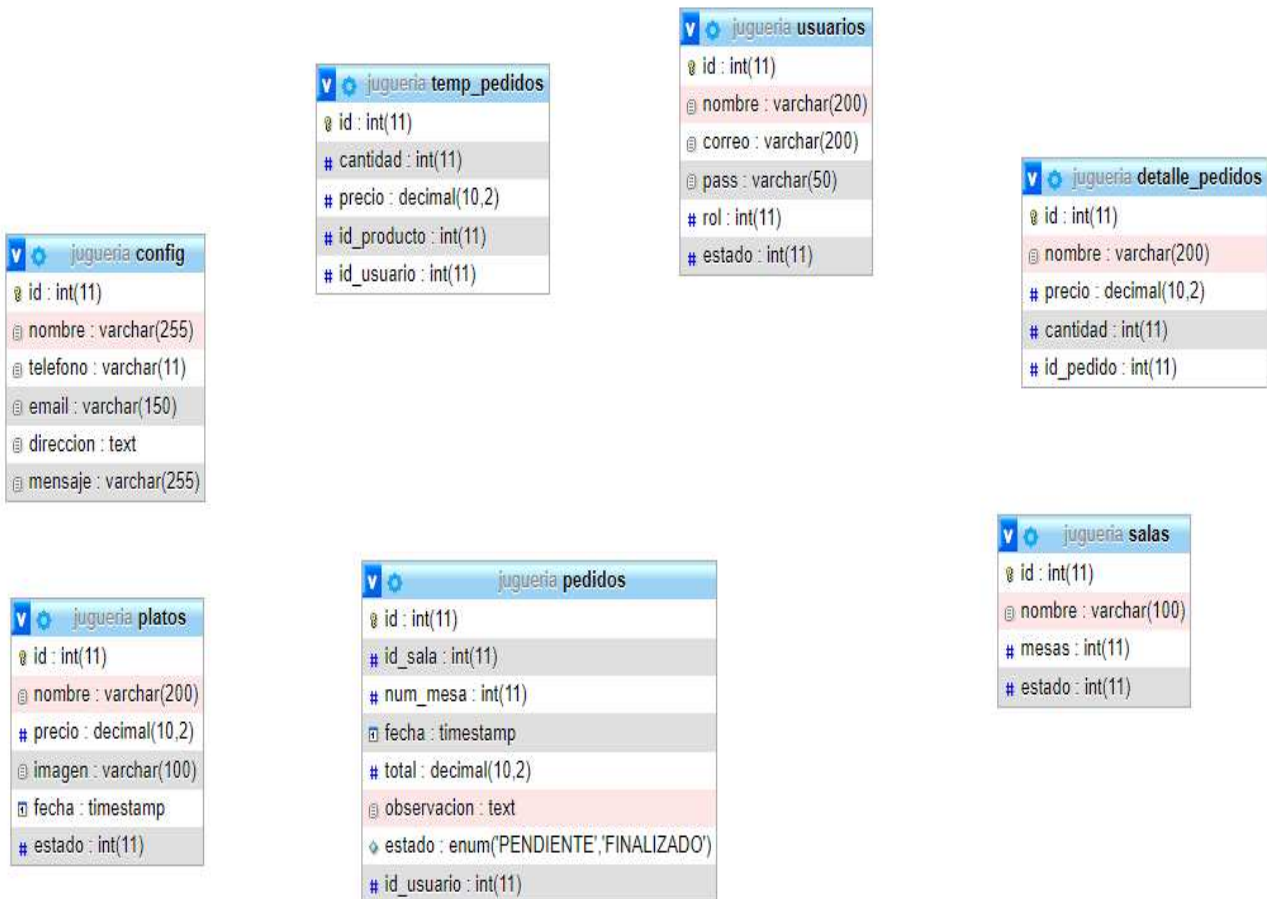 jugueria usuarios
id : int(11)
nombre : varchar(200)
correo : varchar(200)
pass : varchar(50)
rol : int(11)
estado : int(11)
jugueria temp_pedidos
id : int(11)
cantidad : int(11)
precio : decimal(10,2)
id_producto : int(11)
id_usuario : int(11)
jugueria detalle_pedidos
id : int(11)
nombre : varchar(200)
precio : decimal(10,2)
cantidad : int(11)
id_pedido : int(11)
jugueria config
id : int(11)
nombre : varchar(255)
telefono : varchar(11)
email : varchar(150)
direccion : text
mensaje : varchar(255)
jugueria salas
id : int(11)
nombre : varchar(100)
mesas : int(11)
estado : int(11)
jugueria pedidos
id : int(11)
id_sala : int(11)
num_mesa : int(11)
fecha : timestamp
total : decimal(10,2)
observacion : text
estado : enum('PENDIENTE','FINALIZADO')
id_usuario : int(11)
jugueria platos
id : int(11)
nombre : varchar(200)
precio : decimal(10,2)
imagen : varchar(100)
fecha : timestamp
estado : int(11)